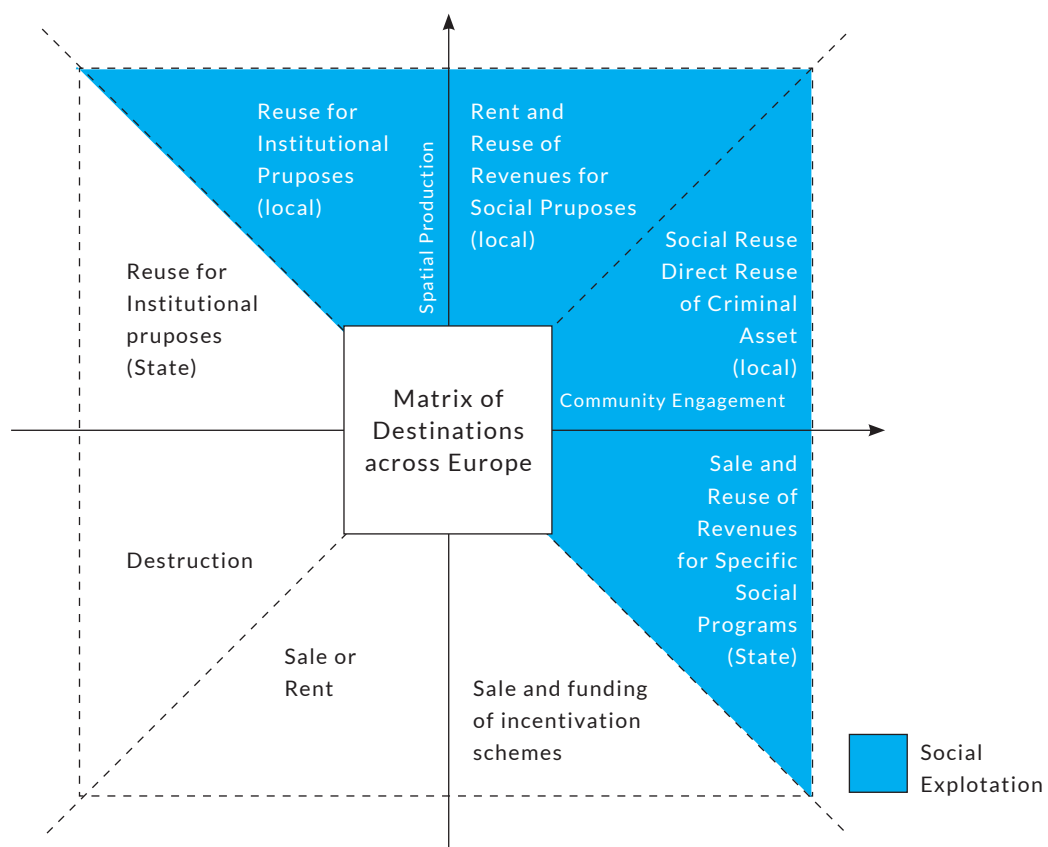 Reuse for
Institutional
Pruposes
(local)
Spatial Production
Rent and
Reuse of
Revenues for
Social Pruposes
(local)
Social Reuse
Direct Reuse
of Criminal
Asset
(local)
Reuse for
Institutional
pruposes
(State)
Matrix of
Destinations
across Europe
Community Engagement
Sale and
Reuse of
Revenues
for Specific
Social
Programs
(State)
Destruction
Sale or
Rent
Sale and funding
of incentivation
schemes
Social
Explotation